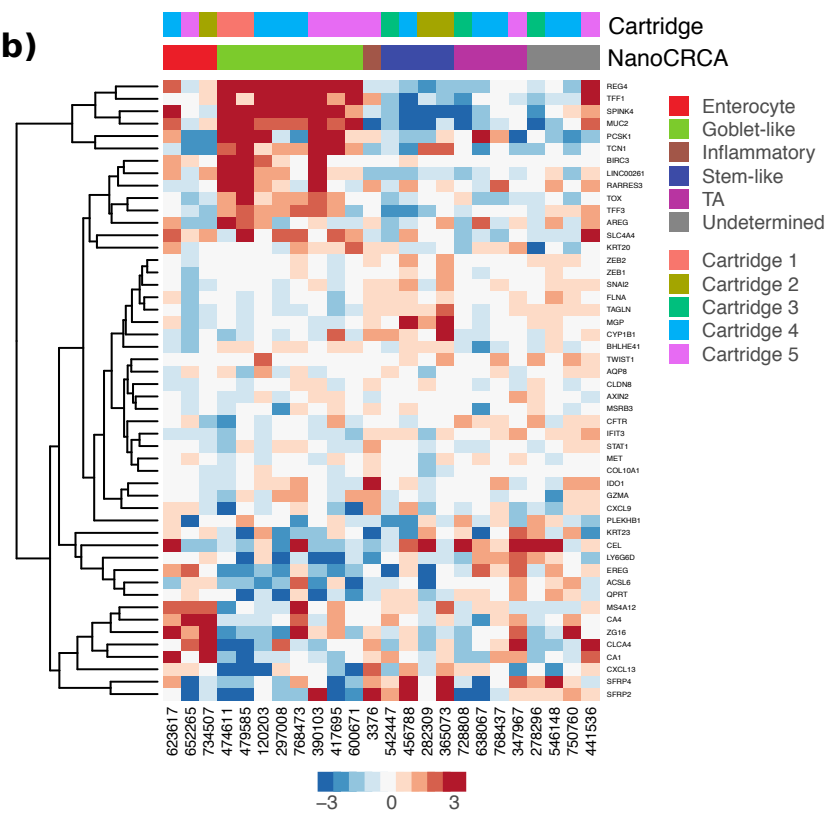 b)
Cartridge
NanoCRCA
REG4
TFF1
SPINK4
MUC2
PCSK1
TCN1
BIRC3
LINC00261
RARRES3
TOX
TFF3
AREG
SLC4A4
KRT20
ZEB2
ZEB1
SNAI2
FLNA
TAGLN
MGP
CYP1B1
BHLHE41
TWIST1
AQP8
CLDN8
AXIN2
MSRB3
CFTR
IFIT3
STAT1
MET
COL10A1
IDO1
GZMA
CXCL9
PLEKHB1
KRT23
CEL
LY6G6D
EREG
ACSL6
QPRT
MS4A12
CA4
ZG16
CLCA4
CA1
CXCL13
SFRP4
SFRP2
Enterocyte
Goblet-like
Inflammatory
Stem-like
TA
Undetermined
Cartridge 1
Cartridge 2
Cartridge 3
Cartridge 4
Cartridge 5
623617
652265
734507
474611
479585
120203
297008
768473
390103
417695
600671
3376
542447
456788
282309
365073
728808
638067
768437
347967
278296
546148
750760
441536
−3 0 3